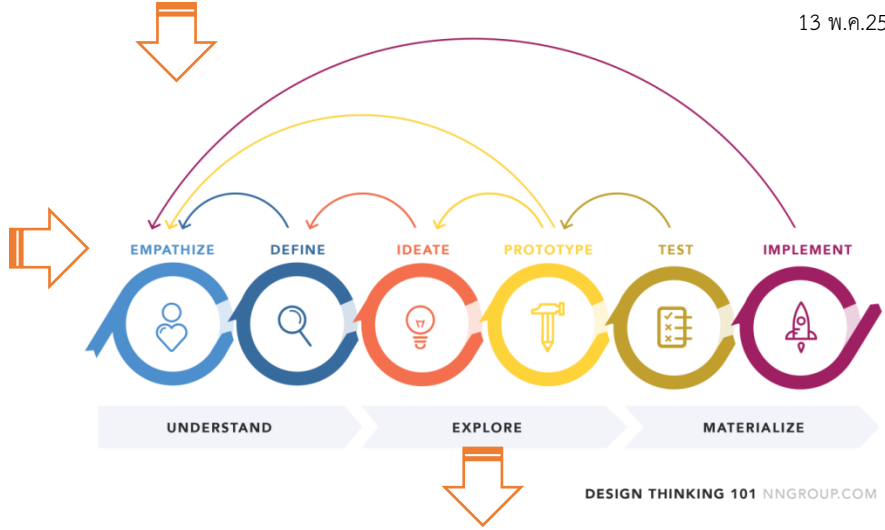 13 พ.ค.25
EMPATHIZE DEFINE IDEATE PROTOTYPE TEST IMPLEMENT
UNDERSTAND EXPLORE MATERIALIZE
DESIGN THINKING 101 NNGROUP.COM